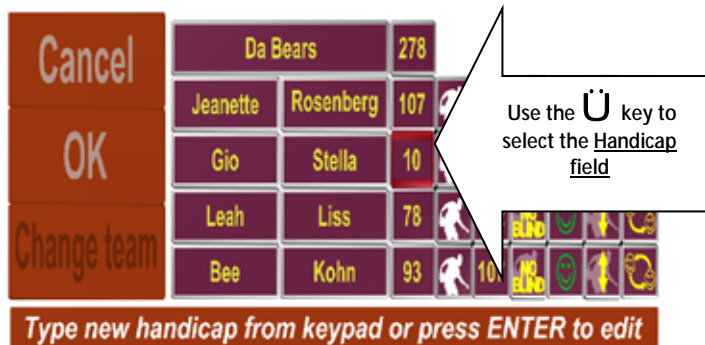 Cancel
OK
Change team
Da Bears 278
Jeanette Rosenberg 107
Gio Stella 10
Leah Liss 78 NO BLIND
Bee Kohn 93 NO BLIND
Use the Ü key to
select the Handicap
field
Type new handicap from keypad or press ENTER to edit